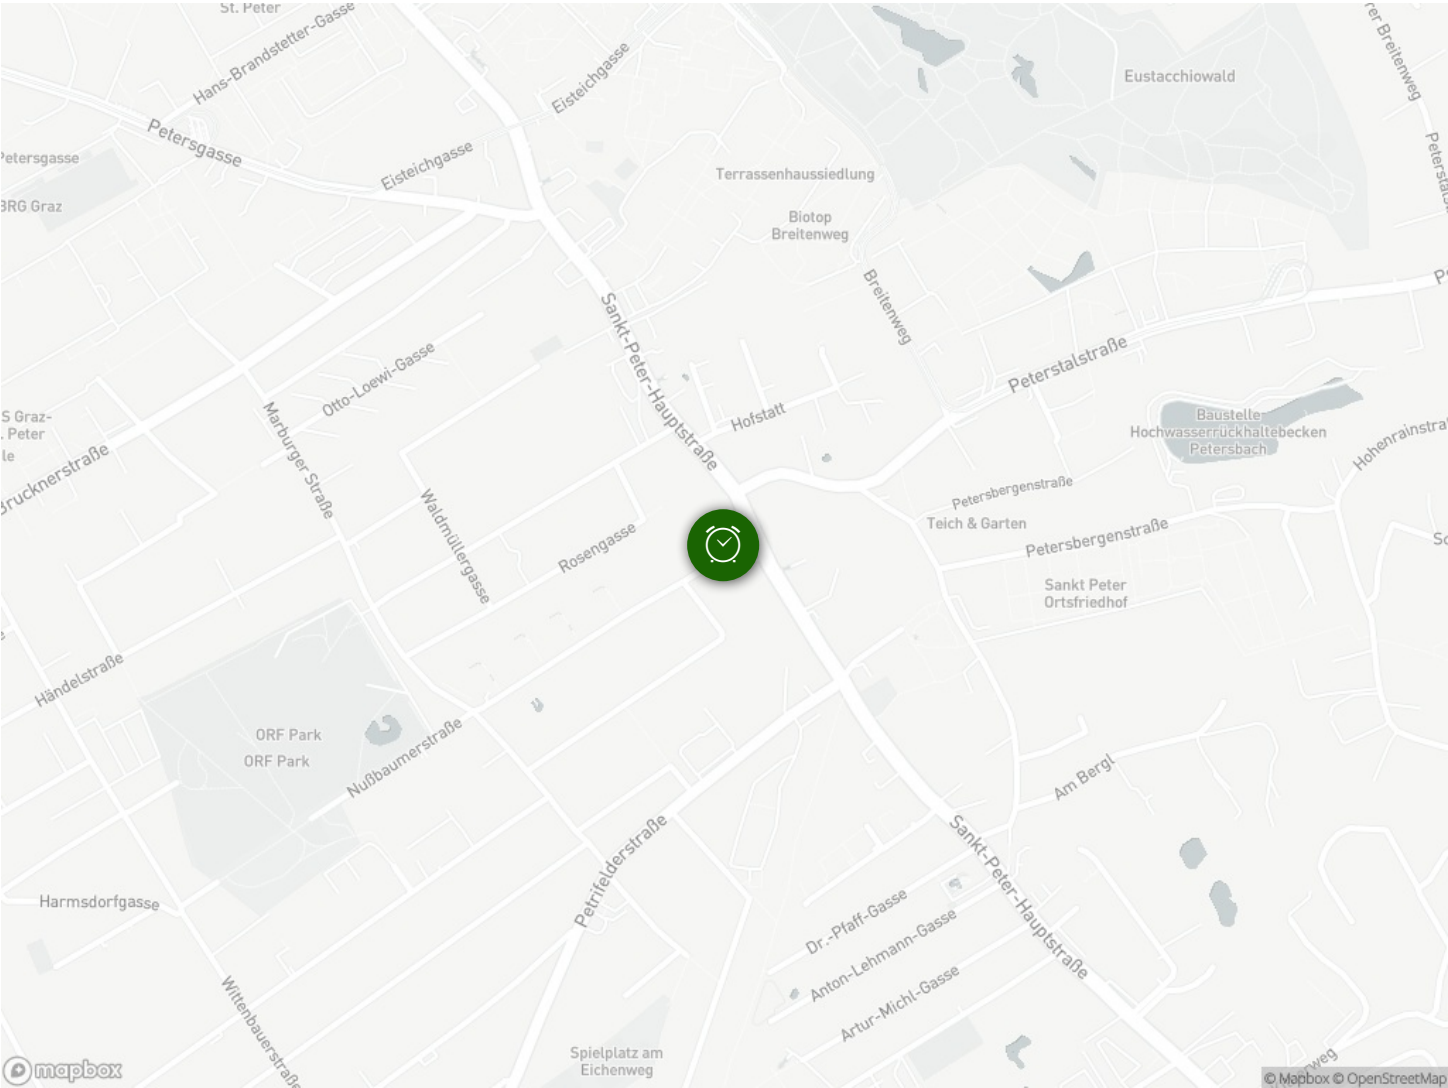 St. Peter
Hans-Brandstetter-Gasse
Eisteichgasse
Eustacchiowald
Petersgasse
Petersgasse
Eisteichgasse
Terrassenhaussiedlung
BRG Graz
Biotop
Breitenweg
Breitenweg
Sankt-Peter-Hauptstraße
Peterstalstraße
Otto-Loewi-Gasse
Marburger Straße
Hofstatt
S Graz-
. Peter
le
Baustelle
Hochwasserrückhaltebecken
Petersbach
Brucknerstraße
Waldmüllergasse
Petersbergenstraße
Teich & Garten
Petersbergenstraße
Rosengasse
Sankt Peter
Ortsfriedhof
Händelstraße
ORF Park
ORF Park
Nußbaumerstraße
Am Bergl
Petrifelderstraße
Sankt-Peter-Hauptstraße
Harmsdorfgasse
Dr.-Pfaff-Gasse
Anton-Lehmann-Gasse
Artur-Michl-Gasse
Wittenbauerstraße
Spielplatz am
Eichenweg
mapbox
© Mapbox © OpenStreetMap